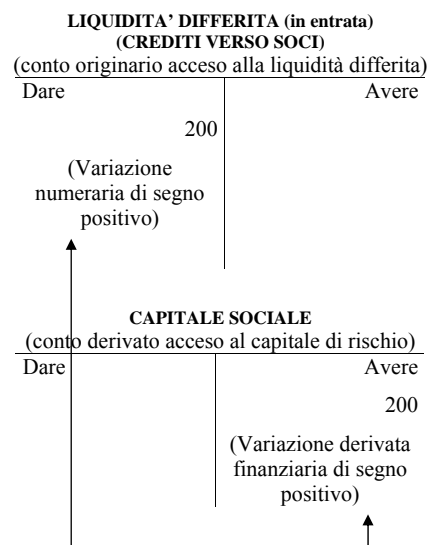 LIQUIDITA’ DIFFERITA (in entrata)
(CREDITI VERSO SOCI)
(conto originario acceso alla liquidità differita)
Dare Avere
200
(Variazione
numeraria di segno
positivo)
CAPITALE SOCIALE
(conto derivato acceso al capitale di rischio)
Dare Avere
200
(Variazione derivata
finanziaria di segno
positivo)